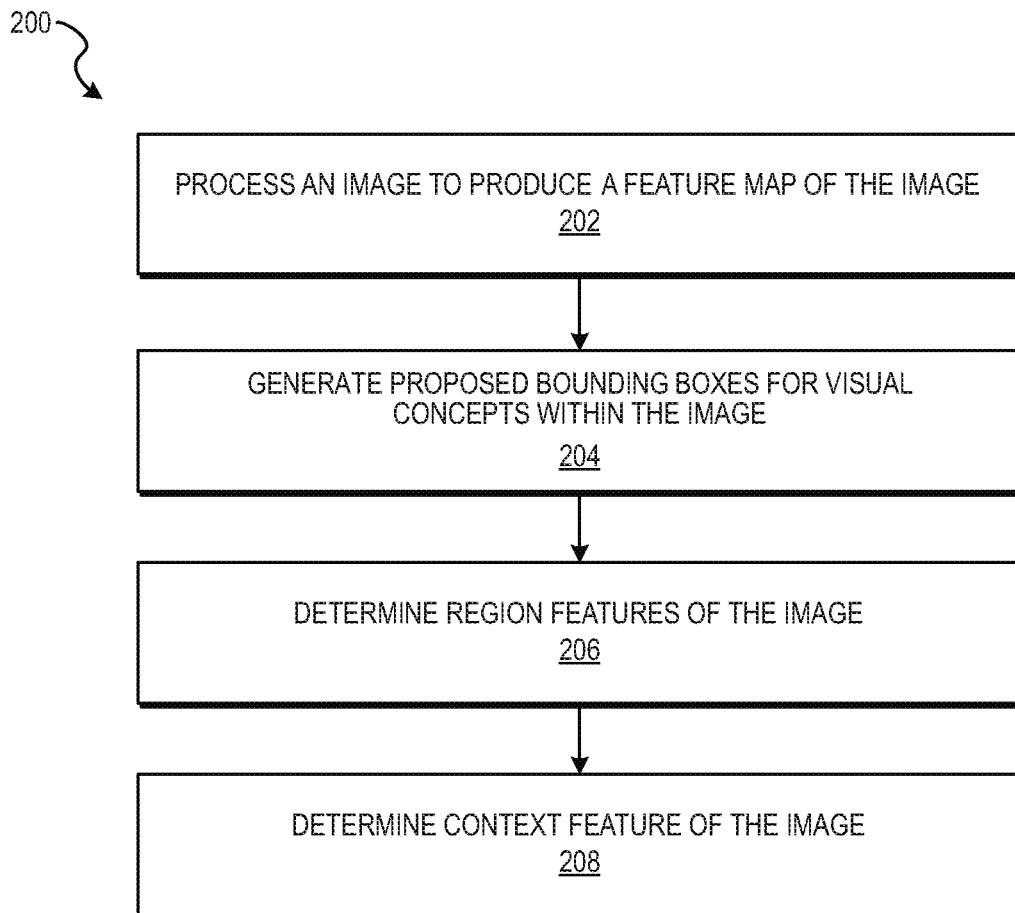 200
PROCESS AN IMAGE TO PRODUCE A FEATURE MAP OF THE IMAGE
202
GENERATE PROPOSED BOUNDING BOXES FOR VISUAL
CONCEPTS WITHIN THE IMAGE
204
DETERMINE REGION FEATURES OF THE IMAGE
206
DETERMINE CONTEXT FEATURE OF THE IMAGE
208